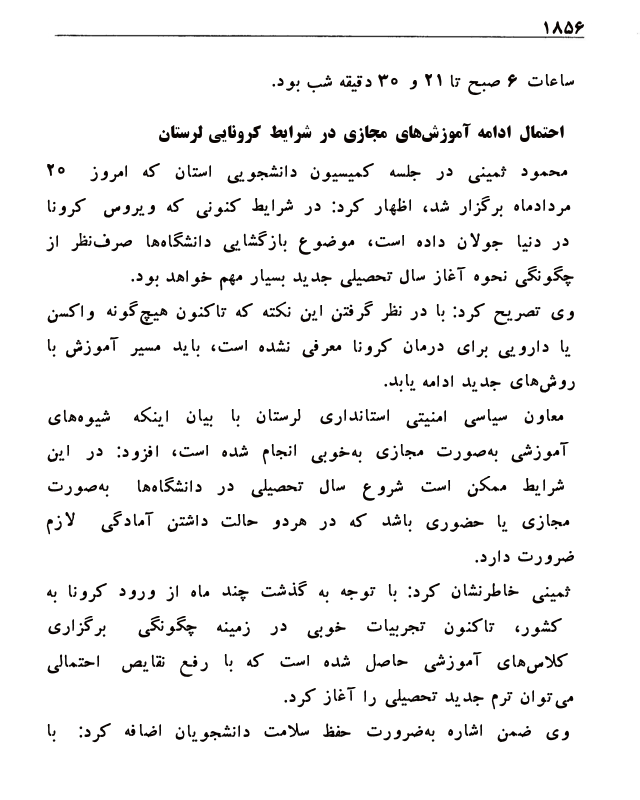 ۱۸۵۶
ساعات ۶ صبح تا ۲۱ و ۳۰ دقیقه شب بود.
احتمال ادامه آموزش‌های مجازی در شرایط کرونایی لرستان
محمود ثمینی در جلسه کمیسیون دانشجویی استان که امروز ۲۰
مردادماه برگزار شد، اظهار کرد: در شرایط کنونی که ویروس کرونا
در دنیا جولان داده است، موضوع بازگشایی دانشگاه‌ها صرف‌نظر از
چگونگی نحوه آغاز سال تحصیلی جدید بسیار مهم خواهد بود.
وی تصریح کرد: با در نظر گرفتن این نکته که تاکنون هیچ‌گونه واکسن
یا دارویی برای درمان کرونا معرفی نشده است، باید مسیر آموزش با
روش‌های جدید ادامه یابد.
معاون سیاسی امنیتی استانداری لرستان با بیان اینکه شیوه‌های
آموزشی به‌صورت مجازی به‌خوبی انجام شده است، افزود: در این
شرایط ممکن است شروع سال تحصیلی در دانشگاه‌ها به‌صورت
مجازی یا حضوری باشد که در هردو حالت داشتن آمادگی لازم
ضرورت دارد.
ثمینی خاطرنشان کرد: با توجه به گذشت چند ماه از ورود کرونا به
کشور، تاکنون تجربیات خوبی در زمینه چگونگی برگزاری
کلاس‌های آموزشی حاصل شده است که با رفع نقایص احتمالی
می‌توان ترم جدید تحصیلی را آغاز کرد.
وی ضمن اشاره به‌ضرورت حفظ سلامت دانشجویان اضافه کرد: با